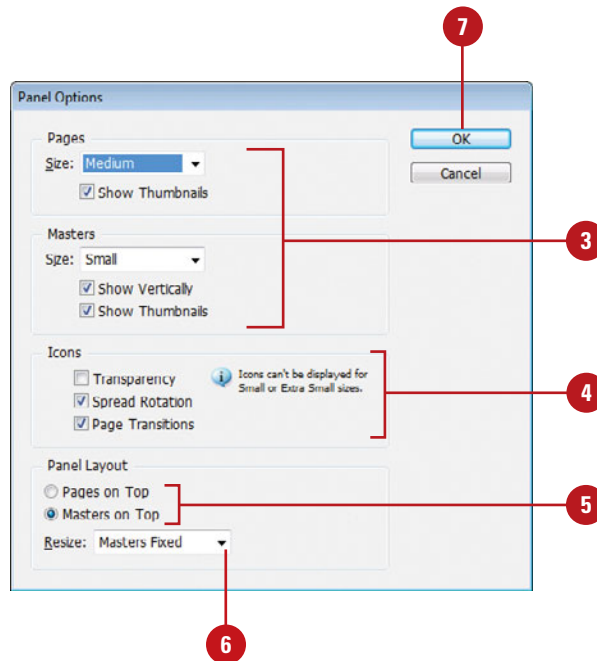 7
Panel Options
Pages
Size: Medium
Show Thumbnails
OK
Cancel
3
Masters
Size: Small
Show Vertically
Show Thumbnails
Icons
Transparency
Icons can't be displayed for
Small or Extra Small sizes.
Spread Rotation
Page Transitions
4
Panel Layout
Pages on Top
Masters on Top
5
Resize: Masters Fixed
6